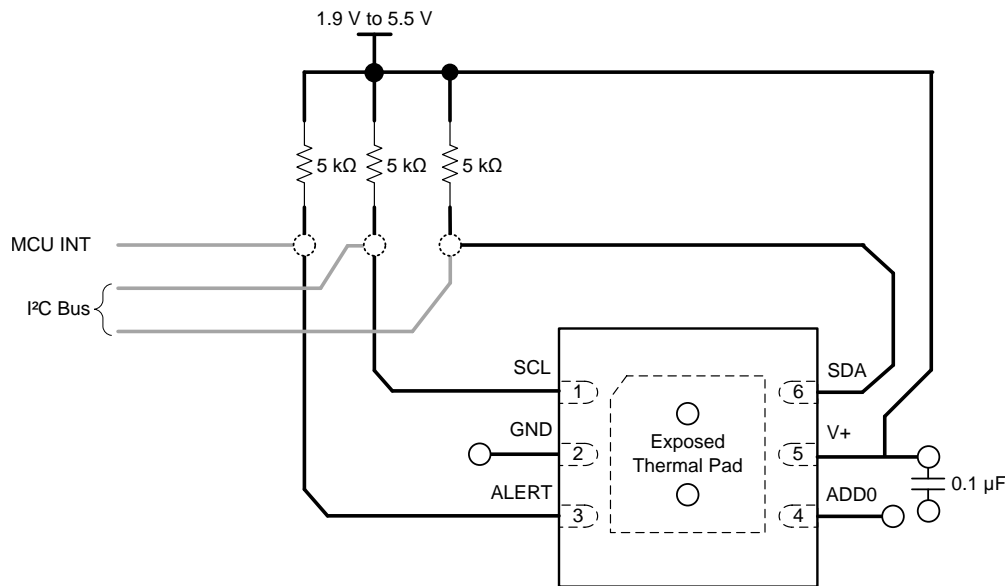 1.9 V to 5.5 V
5 kΩ 5 kΩ 5 kΩ
MCU INT
I²C Bus
SCL
SDA
1
6
GND
V+
2
5
Exposed
Thermal Pad
0.1 µF
ALERT
ADD0
3
4